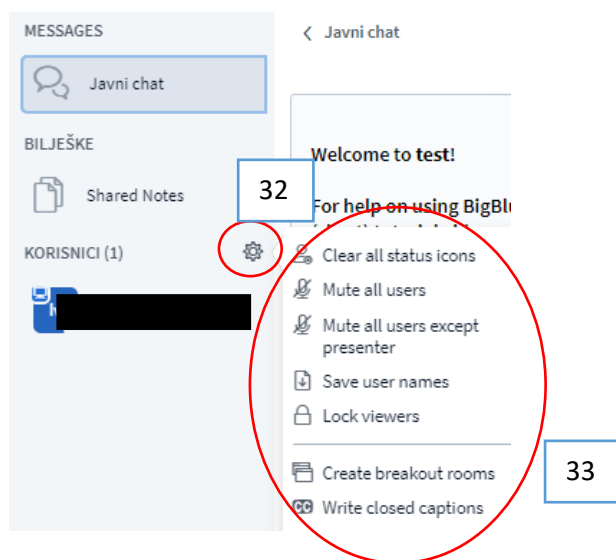 MESSAGES
Javni chat
BILJEŠKE
Shared Notes
32
KORISNICI (1)
Javni chat
Welcome to test!
For help on using
Clear all status icons
Mute all users
Mute all users except
presenter
Save user names
Lock viewers
Create breakout rooms
CC Write closed captions
33